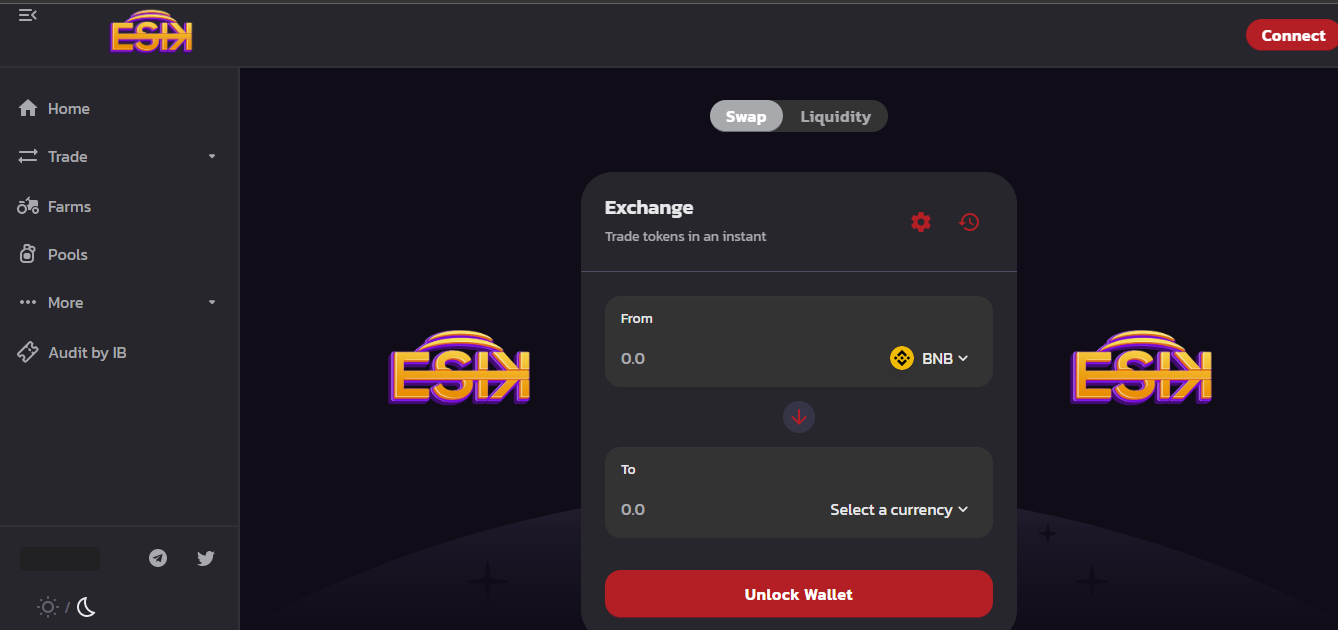 ESIK
Connect
Home
Trade
Farms
Pools
More
Audit by IB
Swap
Liquidity
Exchange
Trade tokens in an instant
From
0.0
BNB
To
0.0
Select a currency
Unlock Wallet
ESIK
ESIK
/